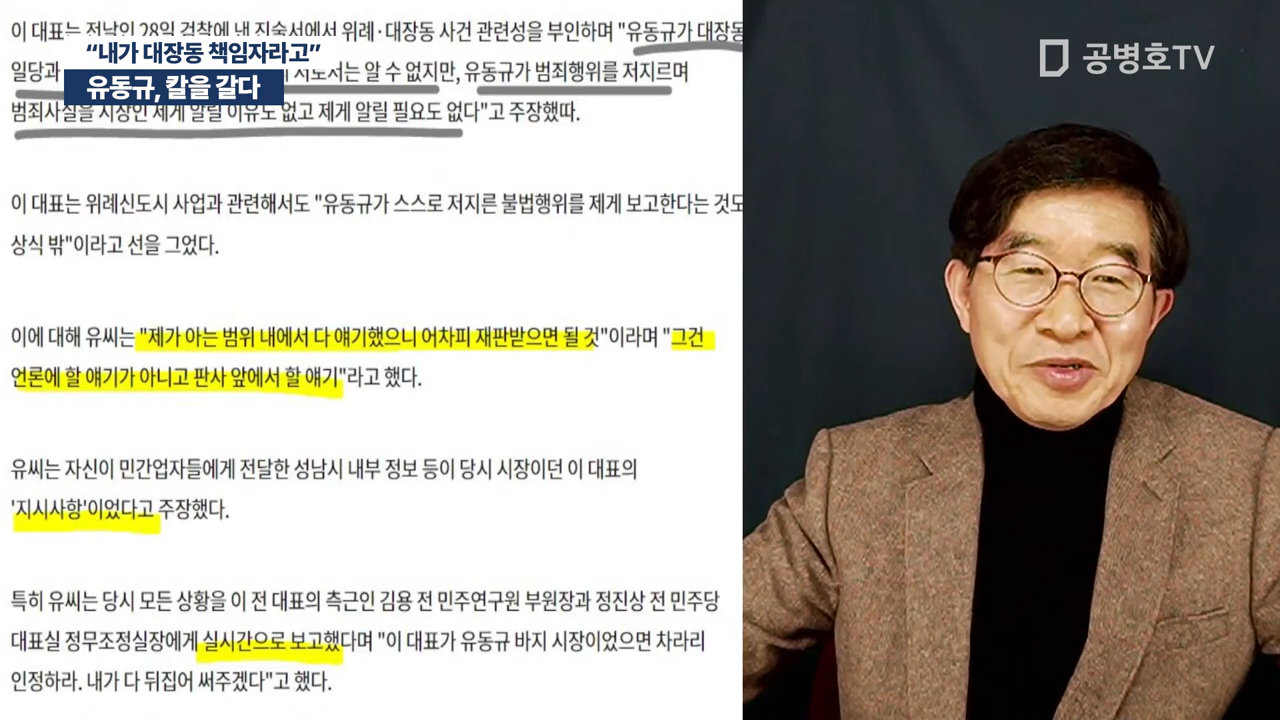 이 대표는 전날인 28일 검찰에 낸 진술서에서 위례·대장동 사건 관련성을 부인하며 "유동규가 대장동
“내가 대장동 책임자라고”
유동규, 칼을 갈다
공병호TV
일당과 저로서는 알 수 없지만, 유동규가 범죄행위를 저지르며
범죄사실을 시장인 제게 알릴 이유도 없고 제게 알릴 필요도 없다"고 주장했따.
이 대표는 위례신도시 사업과 관련해서도 "유동규가 스스로 저지른 불법행위를 제게 보고한다는 것도
상식 밖"이라고 선을 그었다.
이에 대해 유씨는 "제가 아는 범위 내에서 다 얘기했으니 어차피 재판받으면 될 것"이라며 "그건
언론에 할 얘기가 아니고 판사 앞에서 할 얘기"라고 했다.
유씨는 자신이 민간업자들에게 전달한 성남시 내부 정보 등이 당시 시장이던 이 대표의
'지시사항'이었다고 주장했다.
특히 유씨는 당시 모든 상황을 이 전 대표의 측근인 김용 전 민주연구원 부원장과 정진상 전 민주당
대표실 정무조정실장에게 실시간으로 보고했다며 "이 대표가 유동규 바지 시장이었으면 차라리
인정하라. 내가 다 뒤집어 써주겠다"고 했다.